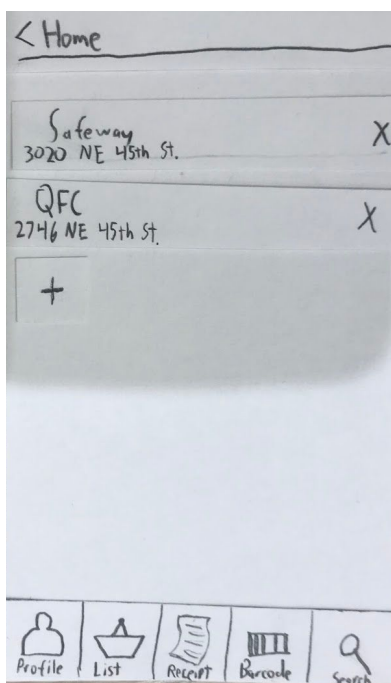 < Home
Safeway X
3020 NE 45th St.
QFC X
2746 NE 45th St.
+
Profile List Receipt Barcode Search